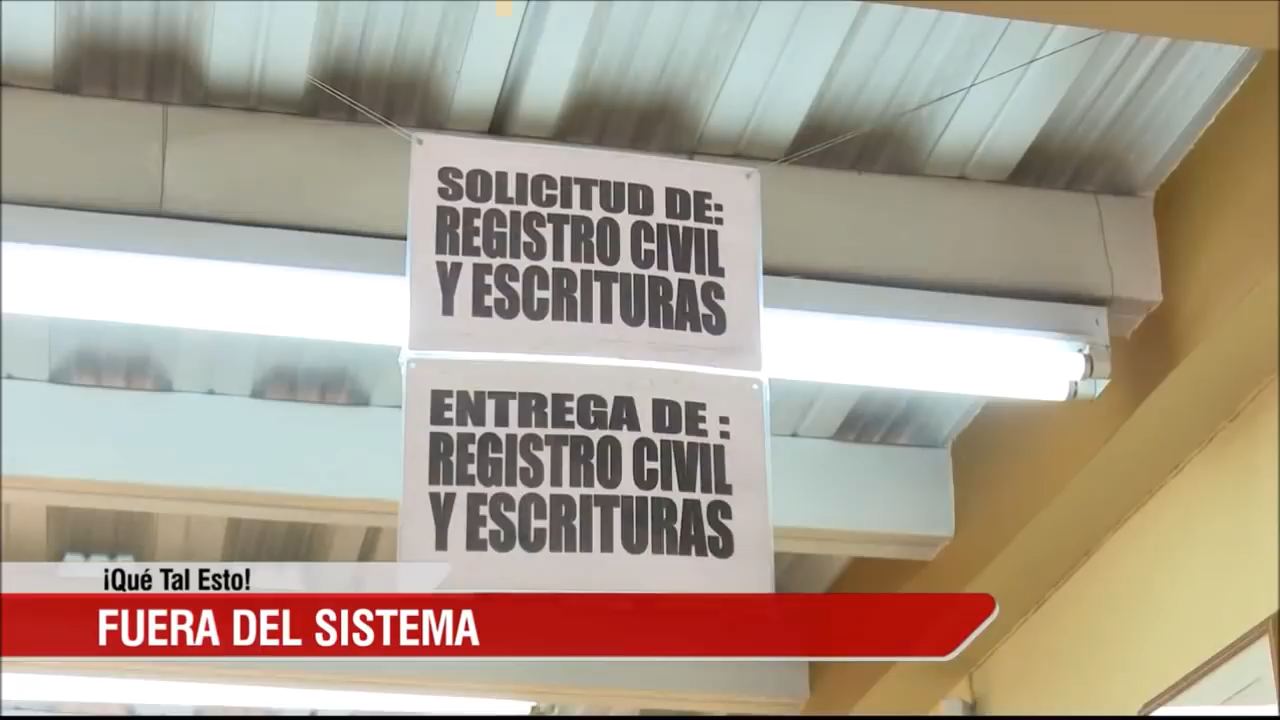 SOLICITUD DE:
REGISTRO CIVIL
Y ESCRITURAS
ENTREGA DE :
REGISTRO CIVIL
Y ESCRITURAS
¡Qué Tal Esto!
FUERA DEL SISTEMA